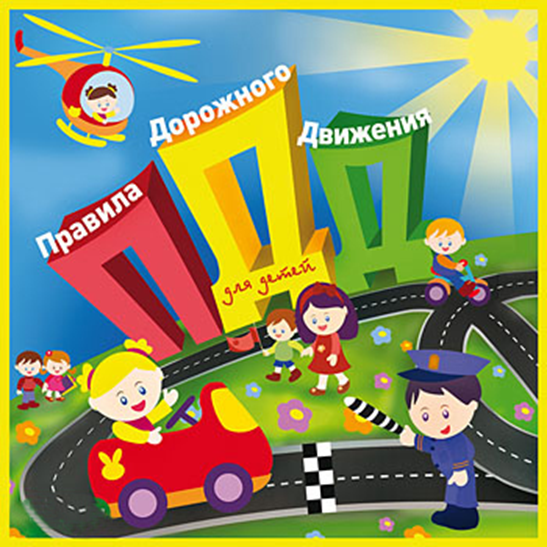 Правила
Дорожного
Движения
ПДД
для детей